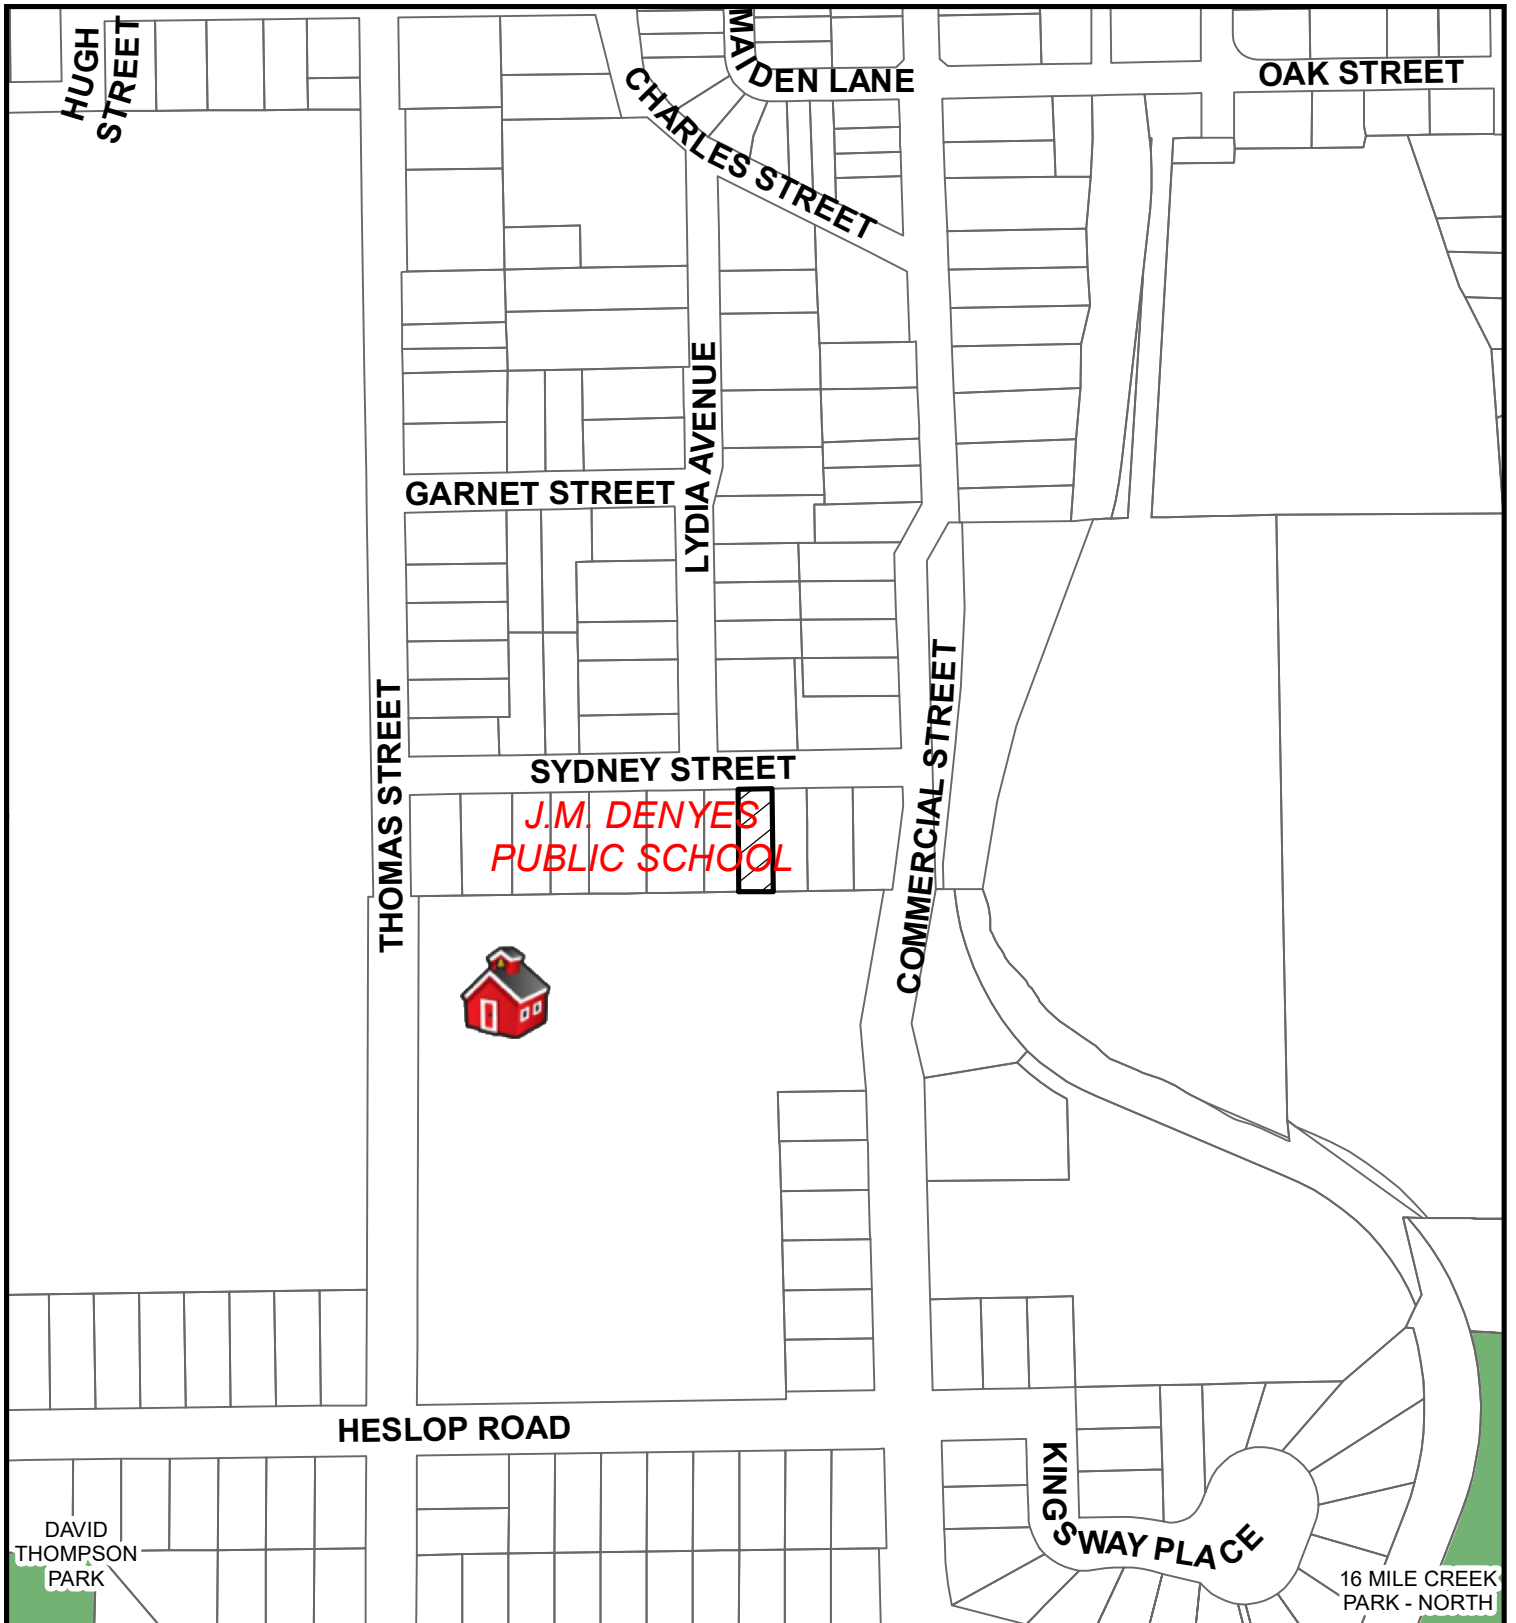 HUGH
STREET
MAIDEN LANE
OAK STREET
CHARLES STREET
LYDIA AVENUE
GARNET STREET
THOMAS STREET
COMMERCIAL STREET
SYDNEY STREET
J.M. DENYES
PUBLIC SCHOOL
HESLOP ROAD
KINGSWAY PLACE
DAVID
THOMPSON
PARK
16 MILE CREEK
PARK - NORTH